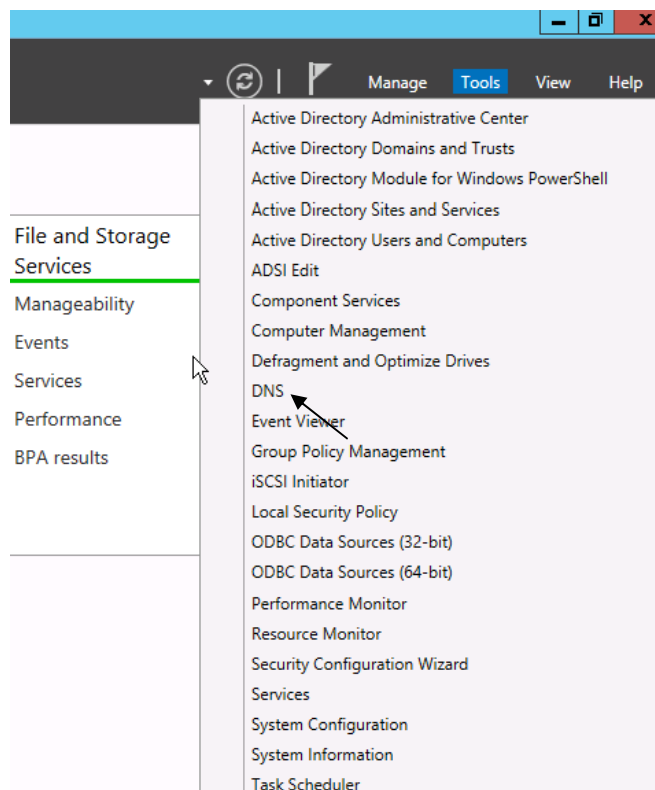 Manage Tools View Help
File and Storage
Services
Manageability
Events
Services
Performance
BPA results
Active Directory Administrative Center
Active Directory Domains and Trusts
Active Directory Module for Windows PowerShell
Active Directory Sites and Services
Active Directory Users and Computers
ADSI Edit
Component Services
Computer Management
Defragment and Optimize Drives
DNS
Event Viewer
Group Policy Management
iSCSI Initiator
Local Security Policy
ODBC Data Sources (32-bit)
ODBC Data Sources (64-bit)
Performance Monitor
Resource Monitor
Security Configuration Wizard
Services
System Configuration
System Information
Task Scheduler